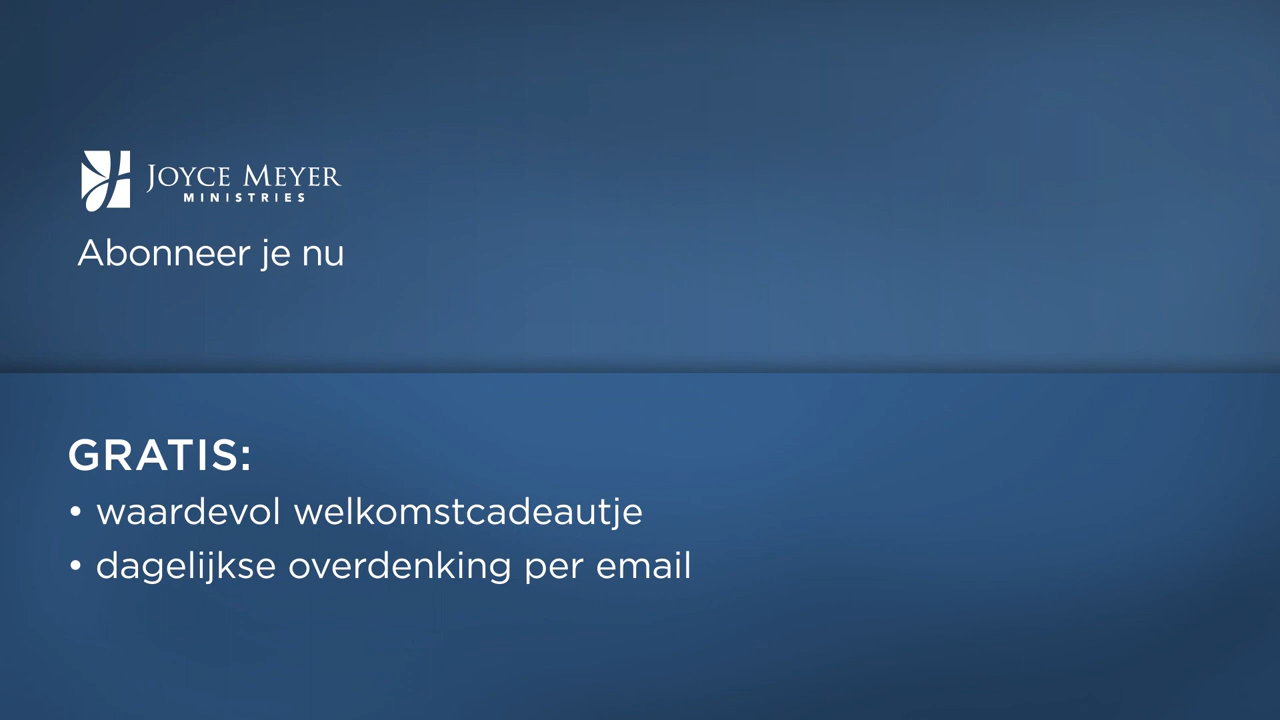 JOYCE MEYER
MINISTRIES
Abonneer je nu
GRATIS:
• waardevol welkomstcadeautje
• dagelijkse overdenking per email